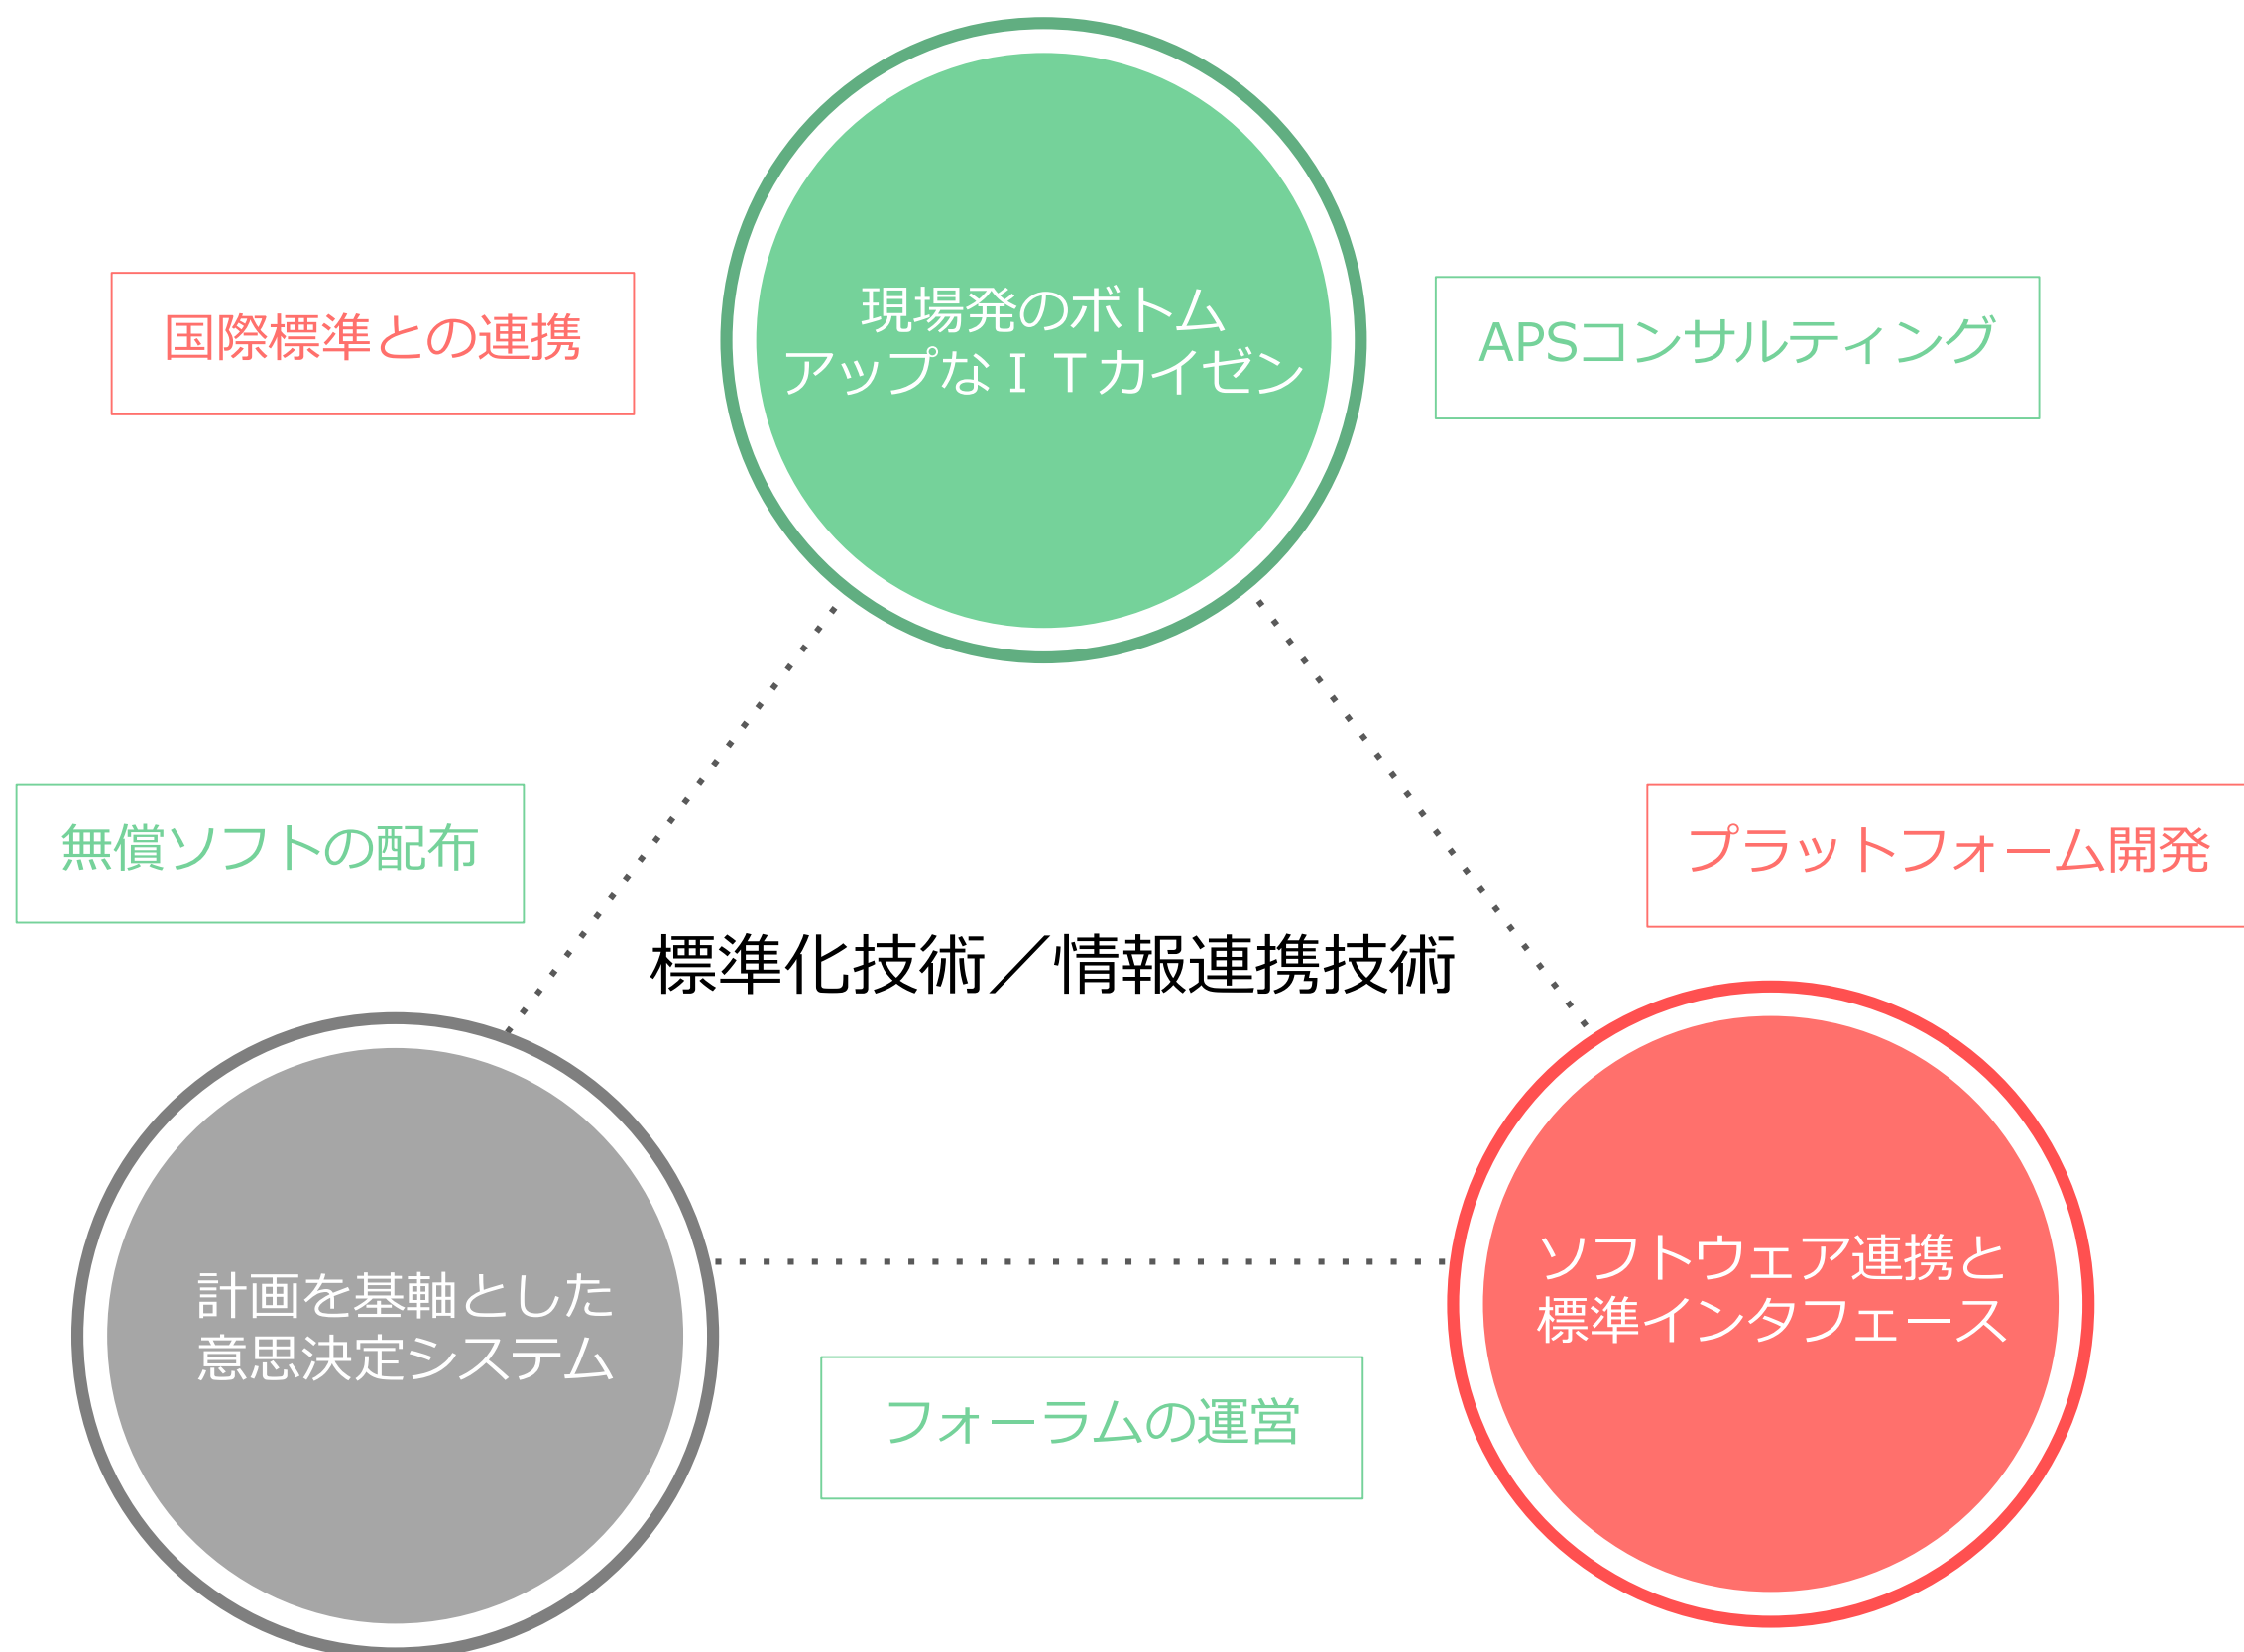 現場発のボトム
アップなＩＴカイゼン
国際標準との連携
APSコンサルティング
無償ソフトの配布
プラットフォーム開発
標準化技術／情報連携技術
計画を基軸とした
意思決定システム
ソフトウェア連携と
標準インタフェース
フォーラムの運営